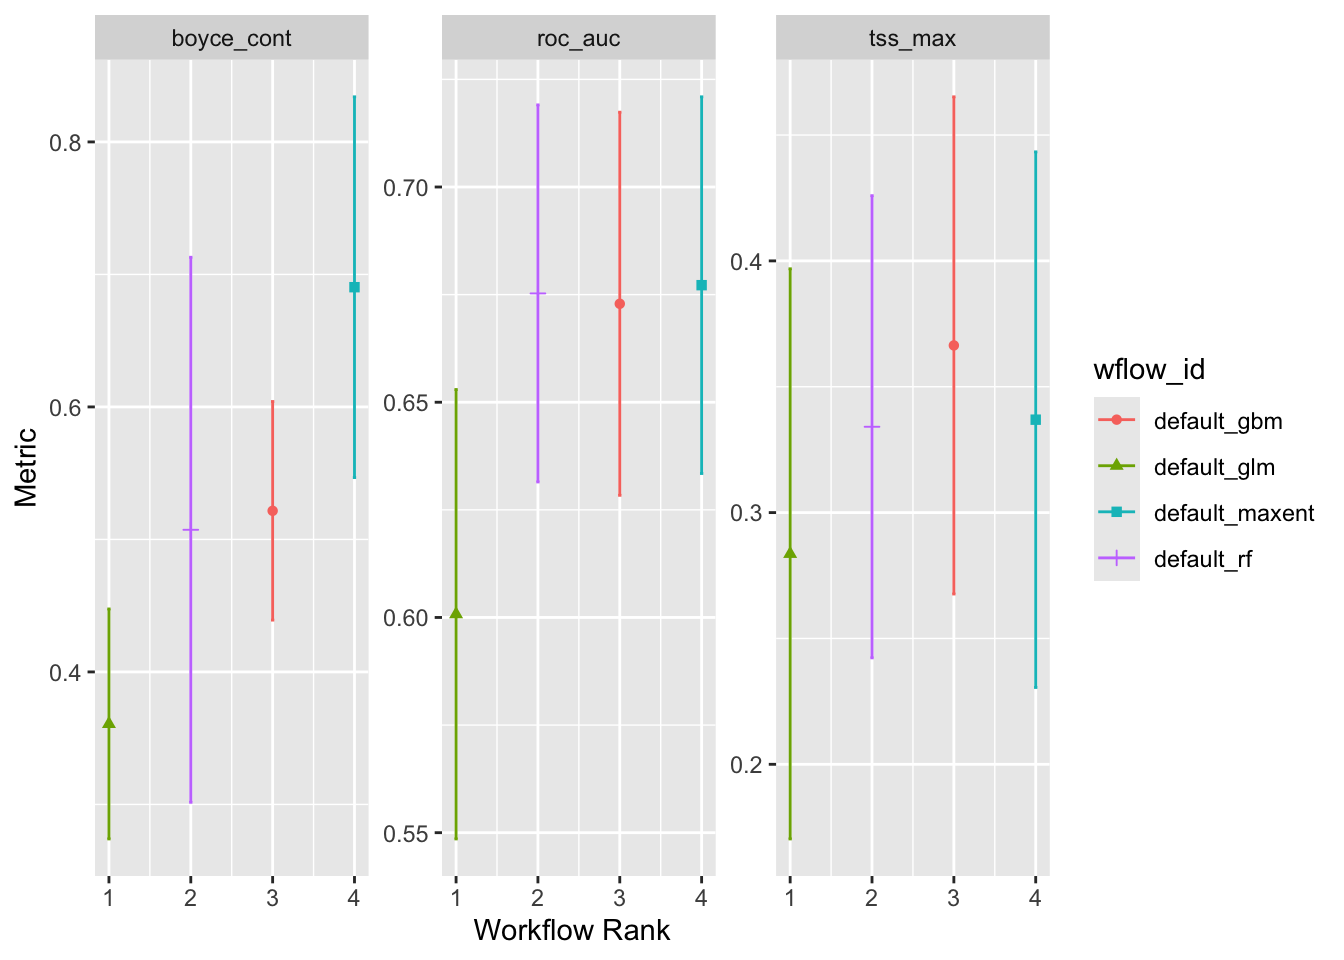 boyce_cont
roc_auc
tss_max
Metric
0.8
0.6
0.4
0.70
0.65
0.60
0.55
0.4
0.3
0.2
1 2 3 4
1 2 3 4
1 2 3 4
Workflow Rank
wflow_id
default_gbm
default_glm
default_maxent
default_rf